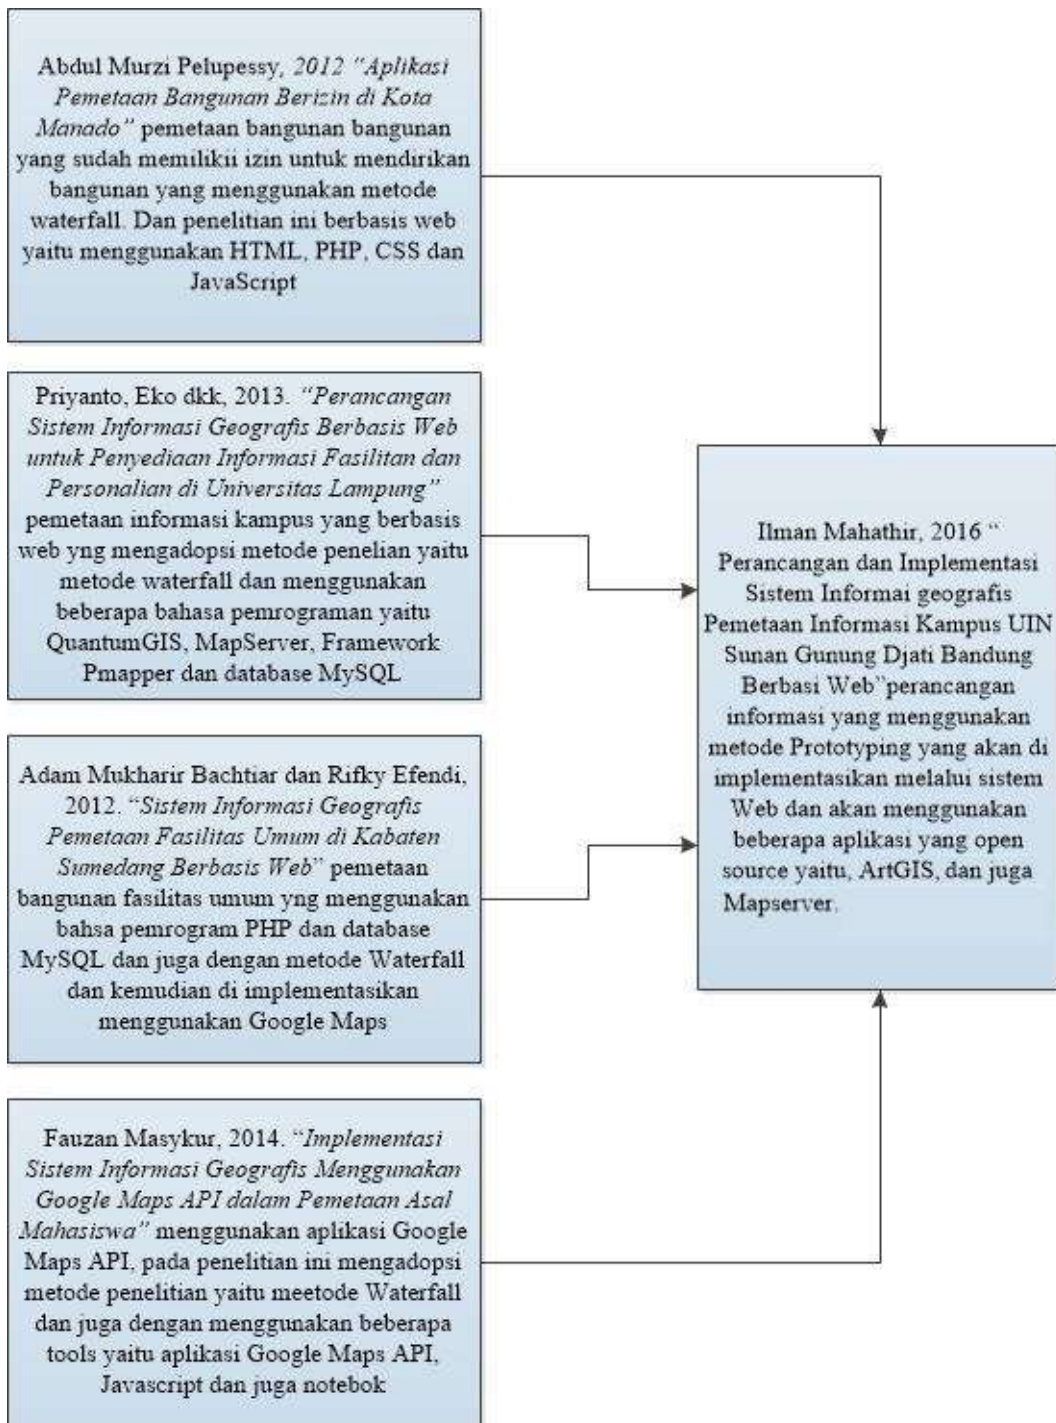 Abdul Murzi Pelupessy, 2012 “Aplikasi
Pemetaan Bangunan Berizin di Kota
Manado” pemetaan bangunan bangunan
yang sudah memilikii izin untuk mendirikan
bangunan yang menggunakan metode
waterfall. Dan penelitian ini berbasis web
yaitu menggunakan HTML, PHP, CSS dan
JavaScript
Priyanto, Eko dkk, 2013. “Perancangan
Sistem Informasi Geografis Berbasis Web
untuk Penyediaan Informasi Fasilitan dan
Personalian di Universitas Lampung”
pemetaan informasi kampus yang berbasis
web yng mengadopsi metode penelian yaitu
metode waterfall dan menggunakan
beberapa bahasa pemrograman yaitu
QuantumGIS, MapServer, Framework
Pmapper dan database MySQL
Adam Mukharir Bachtiar dan Rifky Efendi,
2012. “Sistem Informasi Geografis
Pemetaan Fasilitas Umum di Kabaten
Sumedang Berbasis Web” pemetaan
bangunan fasilitas umum yng menggunakan
bahsa pemrogram PHP dan database
MySQL dan juga dengan metode Waterfall
dan kemudian di implementasikan
menggunakan Google Maps
Fauzan Masykur, 2014. “Implementasi
Sistem Informasi Geografis Menggunakan
Google Maps API dalam Pemetaan Asal
Mahasiswa” menggunakan aplikasi Google
Maps API, pada penelitian ini mengadopsi
metode penelitian yaitu meetode Waterfall
dan juga dengan menggunakan beberapa
tools yaitu aplikasi Google Maps API,
Javascript dan juga notebok
Ilman Mahathir, 2016 “
Perancangan dan Implementasi
Sistem Informai geografis
Pemetaan Informasi Kampus UIN
Sunan Gunung Djati Bandung
Berbasi Web”perancangan
informasi yang menggunakan
metode Prototyping yang akan di
implementasikan melalui sistem
Web dan akan menggunakan
beberapa aplikasi yang open
source yaitu, ArtGIS, dan juga
Mapserver.